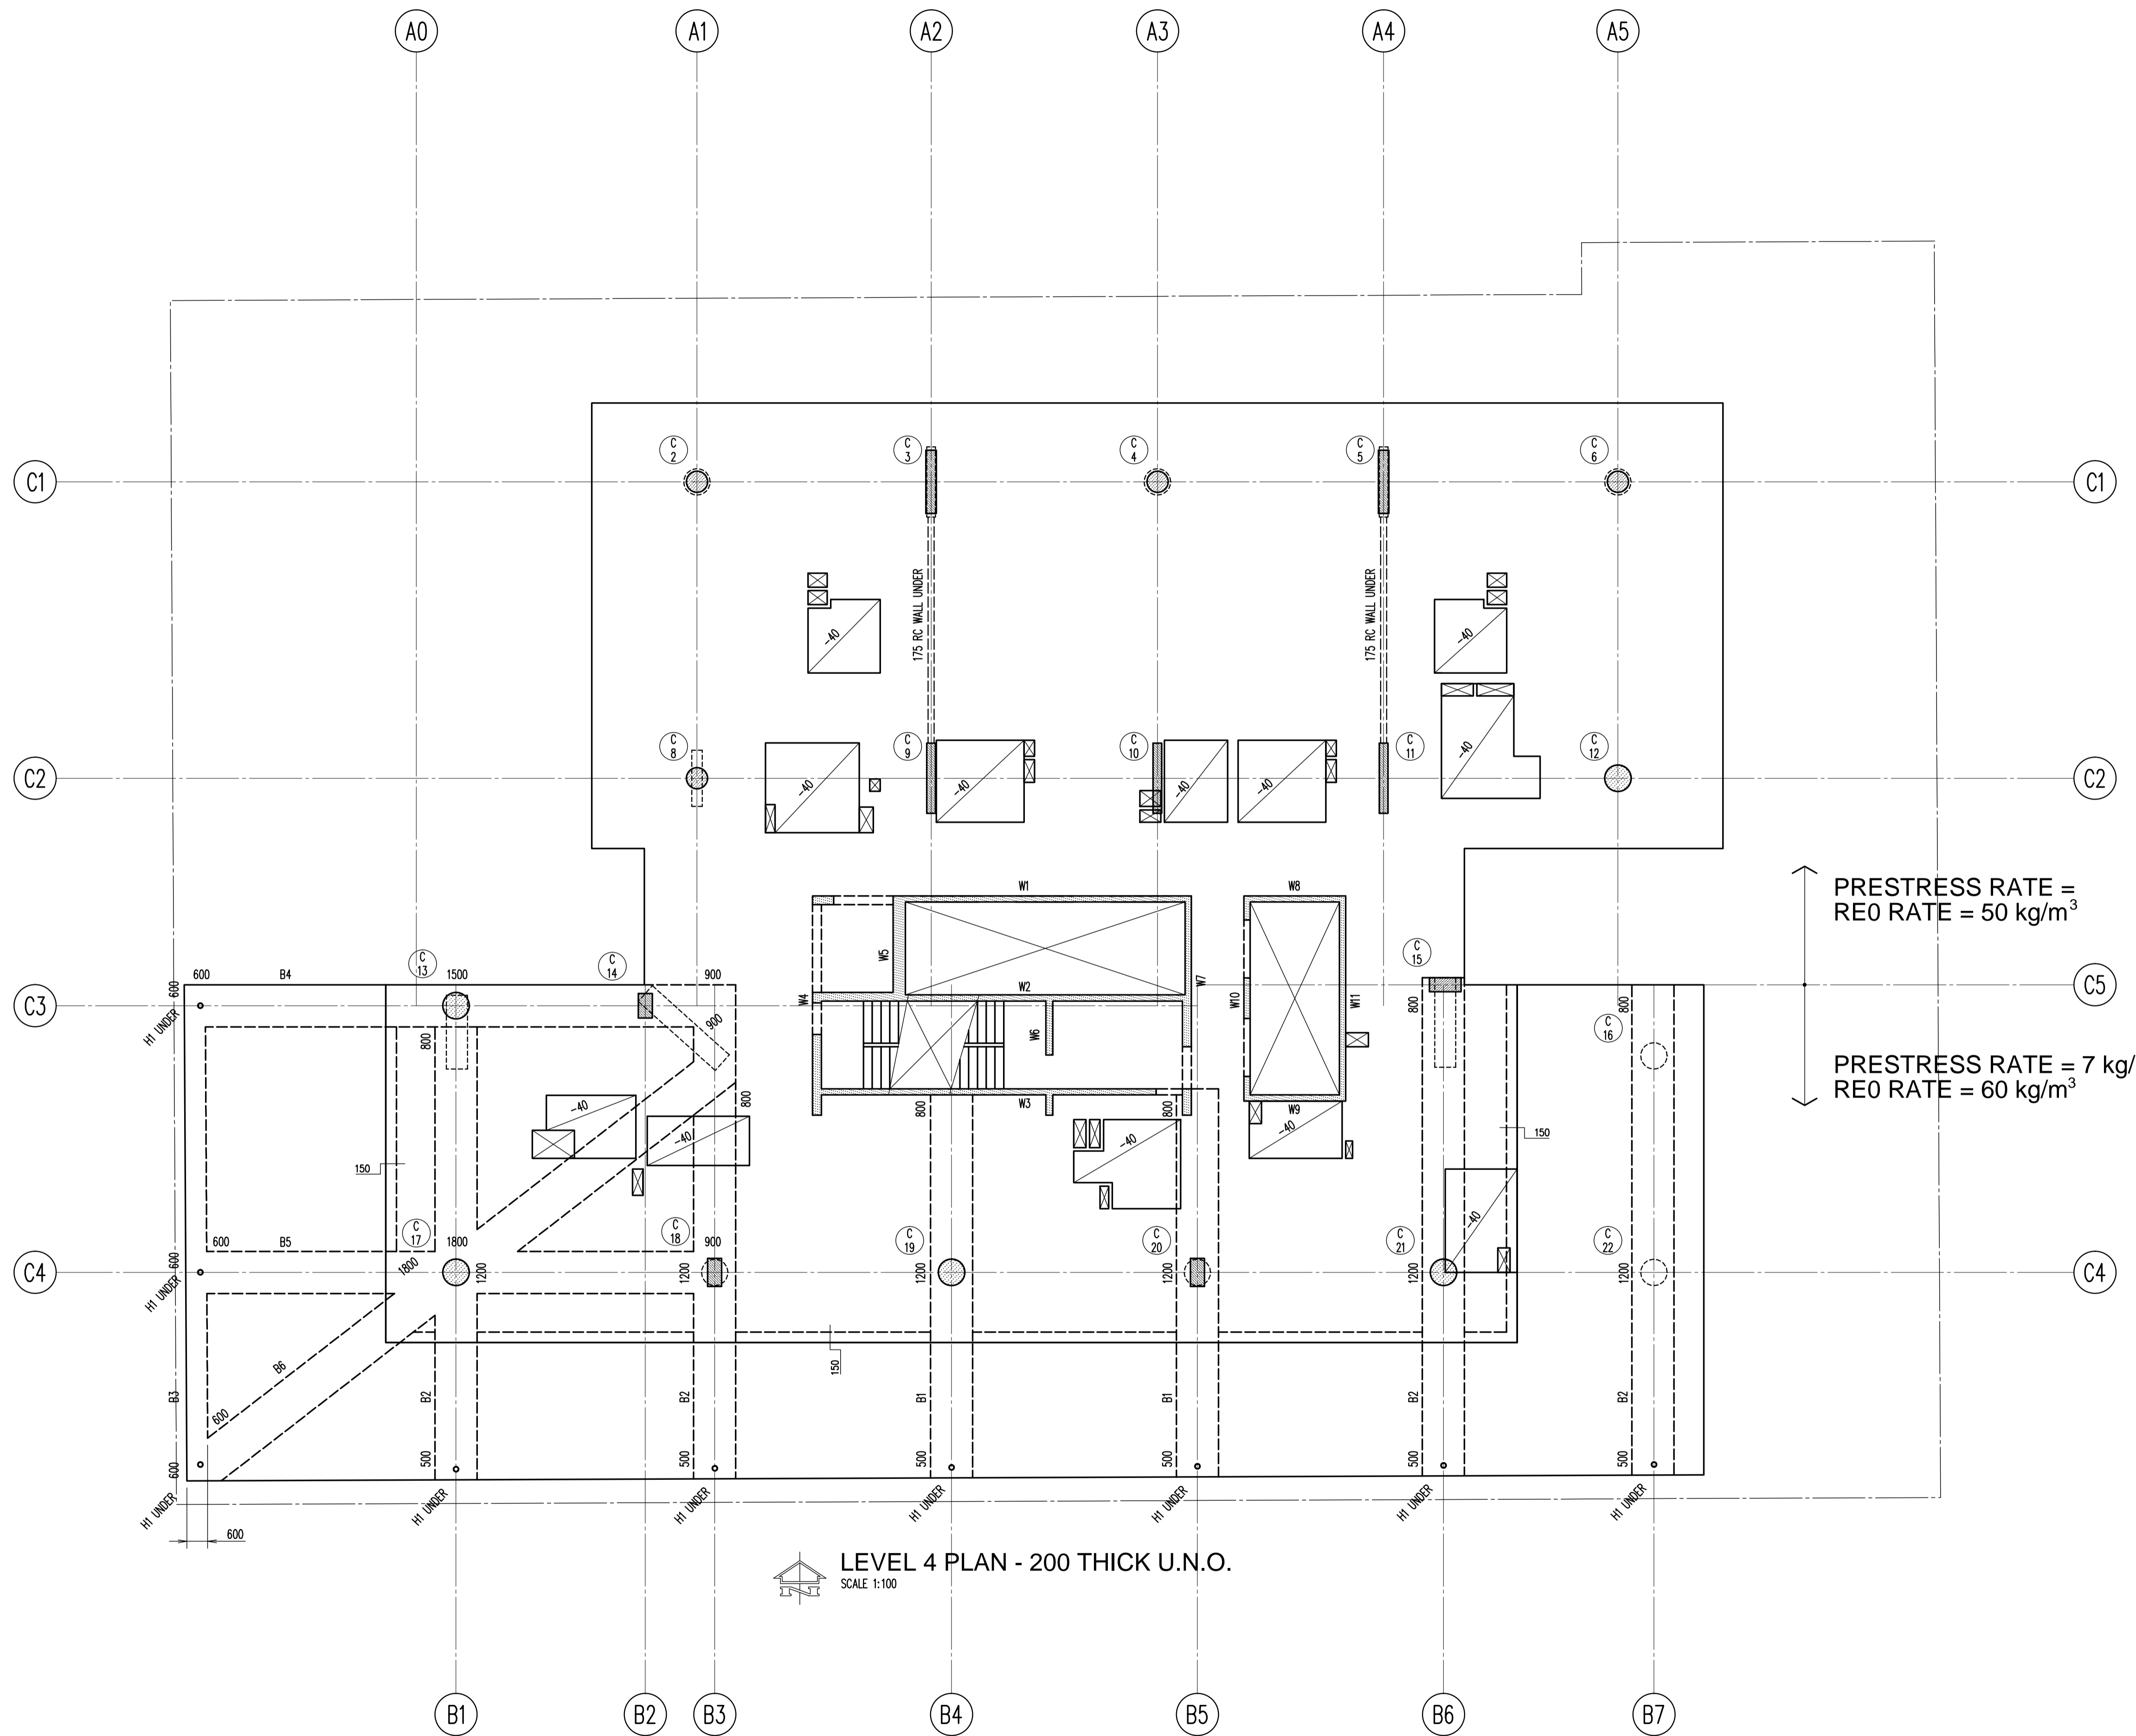 A0 A1 A2 A3 A4 A5
C 2
C 3
C 4
C 5
C 6
C1 C1
175 RC WALL UNDER
175 RC WALL UNDER
-40
-40
C 8
C 9
C 10
C 11
C 12
-40
-40
-40
-40
-40
C2 C2
PRESTRESS RATE =
RE0 RATE = 50 kg/m³
W1
W8
W5
W2
W7
W4
W6
W10
W11
W3
W9
C 13
C 14
C 15
C 16
600 B4 1500 900
600
H1 UNDER
C3 C5
900
800
800
800
800
800
800
PRESTRESS RATE = 7 kg/
RE0 RATE = 60 kg/m³
-40
-40
-40
-40
-40
150
150
C 17
C 18
C 19
C 20
C 21
C 22
600 B5 1800 900
600
1800
1200
1200
1200
1200
1200
1200
H1 UNDER
C4 C4
150
B6
B3
600
B2
B2
B1
B1
B2
B2
600
500
500
500
500
500
500
H1 UNDER
H1 UNDER
H1 UNDER
H1 UNDER
H1 UNDER
H1 UNDER
H1 UNDER
600
N
LEVEL 4 PLAN - 200 THICK U.N.O.
SCALE 1:100
B1 B2 B3 B4 B5 B6 B7